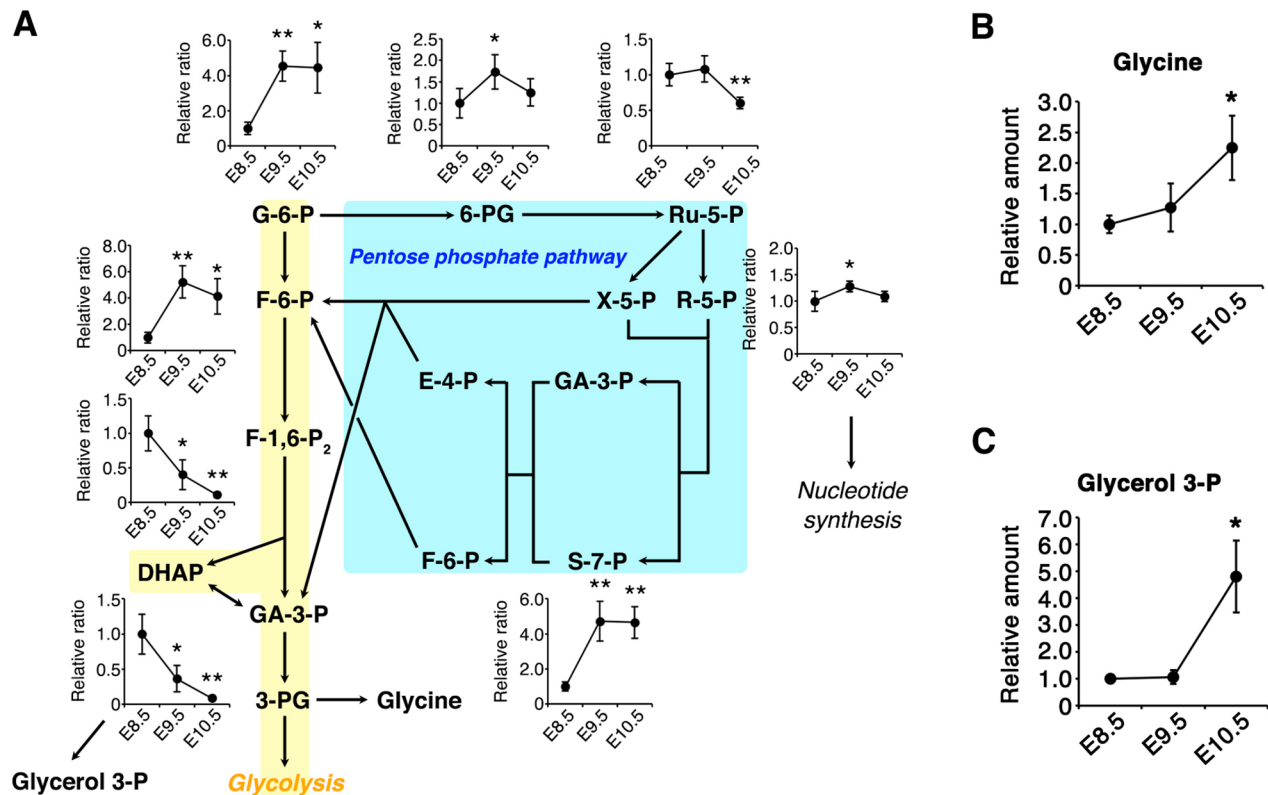 A
Relative ratio
6.0
4.0
2.0
0
**
*
E8.5
E9.5
E10.5
Relative ratio
2.5
2.0
1.5
1.0
0.5
0
*
E8.5
E9.5
E10.5
Relative ratio
1.5
1.0
0.5
0
**
E8.5
E9.5
E10.5
G-6-P
6-PG
Ru-5-P
Pentose phosphate pathway
Relative ratio
8.0
6.0
4.0
2.0
0
**
*
E8.5
E9.5
E10.5
F-6-P
X-5-P
R-5-P
Relative ratio
2.0
1.5
1.0
0.5
0
*
E8.5
E9.5
E10.5
Nucleotide
synthesis
E-4-P
GA-3-P
Relative ratio
1.5
1.0
0.5
0
*
**
E8.5
E9.5
E10.5
F-1,6-P2
F-6-P
S-7-P
DHAP
GA-3-P
Relative ratio
1.5
1.0
0.5
0
*
**
E8.5
E9.5
E10.5
Relative ratio
6.0
4.0
2.0
0
**
**
E8.5
E9.5
E10.5
3-PG
Glycine
Glycerol 3-P
Glycolysis
B
Glycine
Relative amount
3.0
2.5
2.0
1.5
1.0
0.5
0
*
E8.5
E9.5
E10.5
C
Glycerol 3-P
Relative amount
7.0
6.0
5.0
4.0
3.0
2.0
1.0
0
*
E8.5
E9.5
E10.5